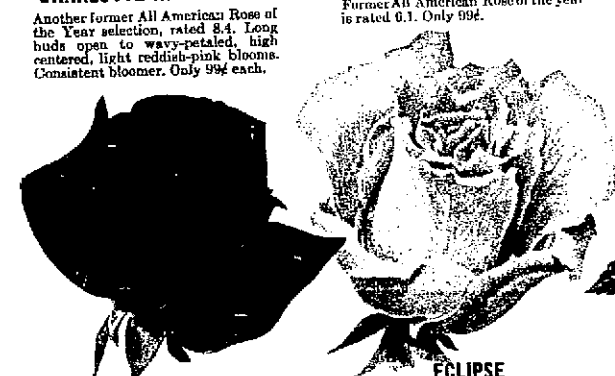 Another former All American Rose of
the Year selection, rated 8.4. Long
buds open to wavy-petaled, high
centered, light reddish-pink blooms.
Consistent bloomer. Only 99¢ each.
Former All American Rose of the year
is rated 6.1. Only 99¢.
ECLIPSE